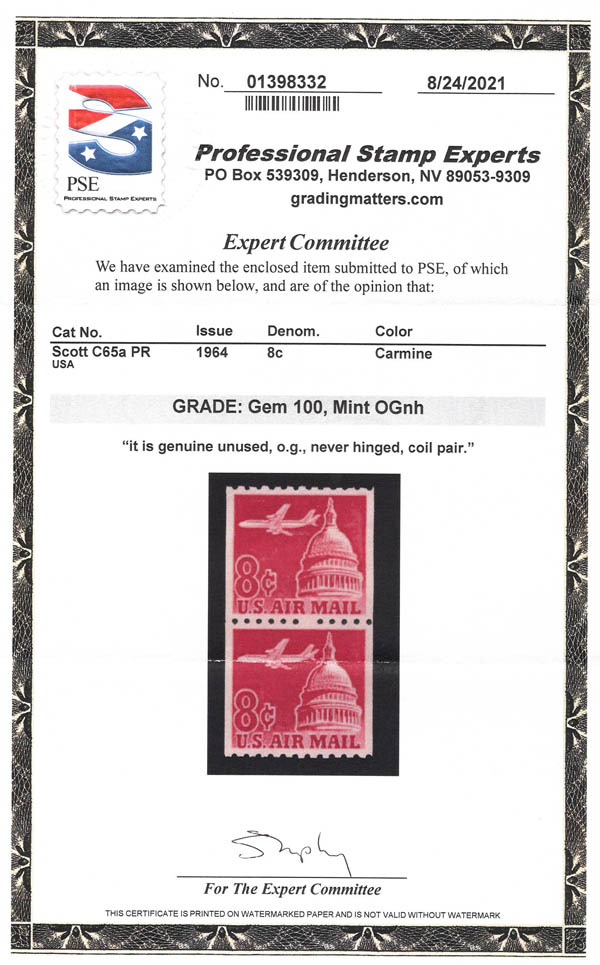 No. 01398332 8/24/2021
PSE
PROFESSIONAL STAMP EXPERTS
Professional Stamp Experts
PO Box 539309, Henderson, NV 89053-9309
gradingmatters.com
Expert Committee
We have examined the enclosed item submitted to PSE, of which
an image is shown below, and are of the opinion that:
Cat No. Issue Denom. Color
Scott C65a PR 1964 8c Carmine
USA
GRADE: Gem 100, Mint OGnh
“it is genuine unused, o.g., never hinged, coil pair.”
8¢
U.S. AIR MAIL
8¢
U.S. AIR MAIL
For The Expert Committee
THIS CERTIFICATE IS PRINTED ON WATERMARKED PAPER AND IS NOT VALID WITHOUT WATERMARK